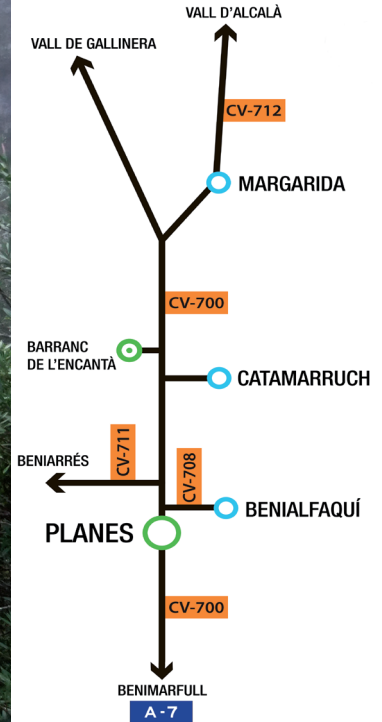 VALL D'ALCALÀ
VALL DE GALLINERA
CV-712
MARGARIDA
CV-700
BARRANC
DE L'ENCANTÀ
CATAMARRUCH
CV-711
CV-708
BENIARRÉS
BENIALFAQUÍ
PLANES
CV-700
BENIMARFULL
A-7